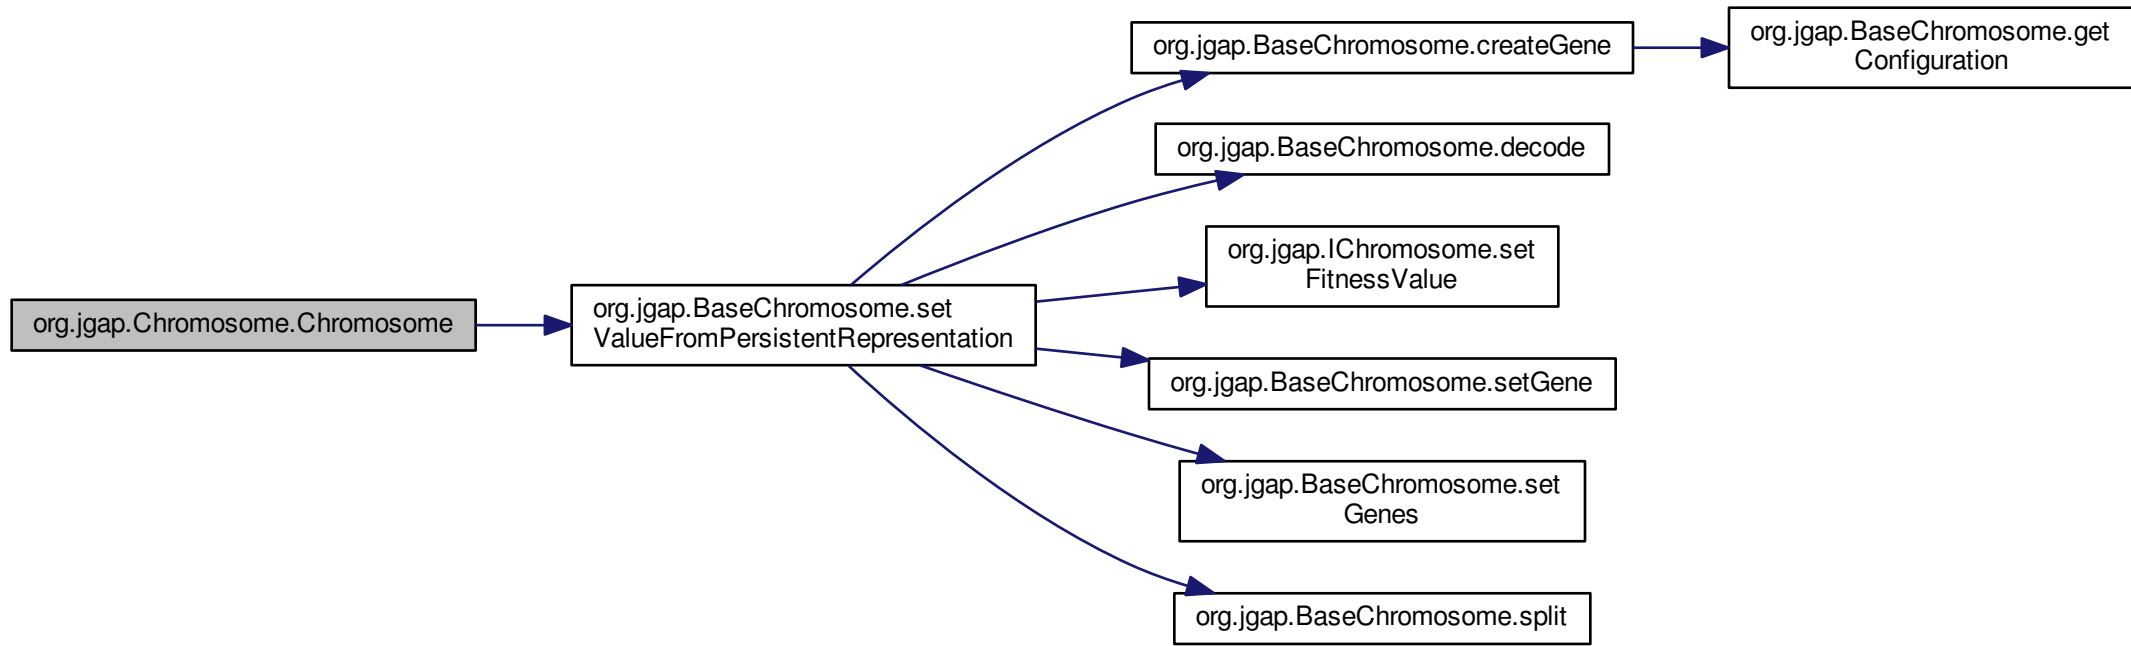 org.jgap.Chromosome.Chromosome
org.jgap.BaseChromosome.set
ValueFromPersistentRepresentation
org.jgap.BaseChromosome.createGene
org.jgap.BaseChromosome.get
Configuration
org.jgap.BaseChromosome.decode
org.jgap.IChromosome.set
FitnessValue
org.jgap.BaseChromosome.setGene
org.jgap.BaseChromosome.set
Genes
org.jgap.BaseChromosome.split